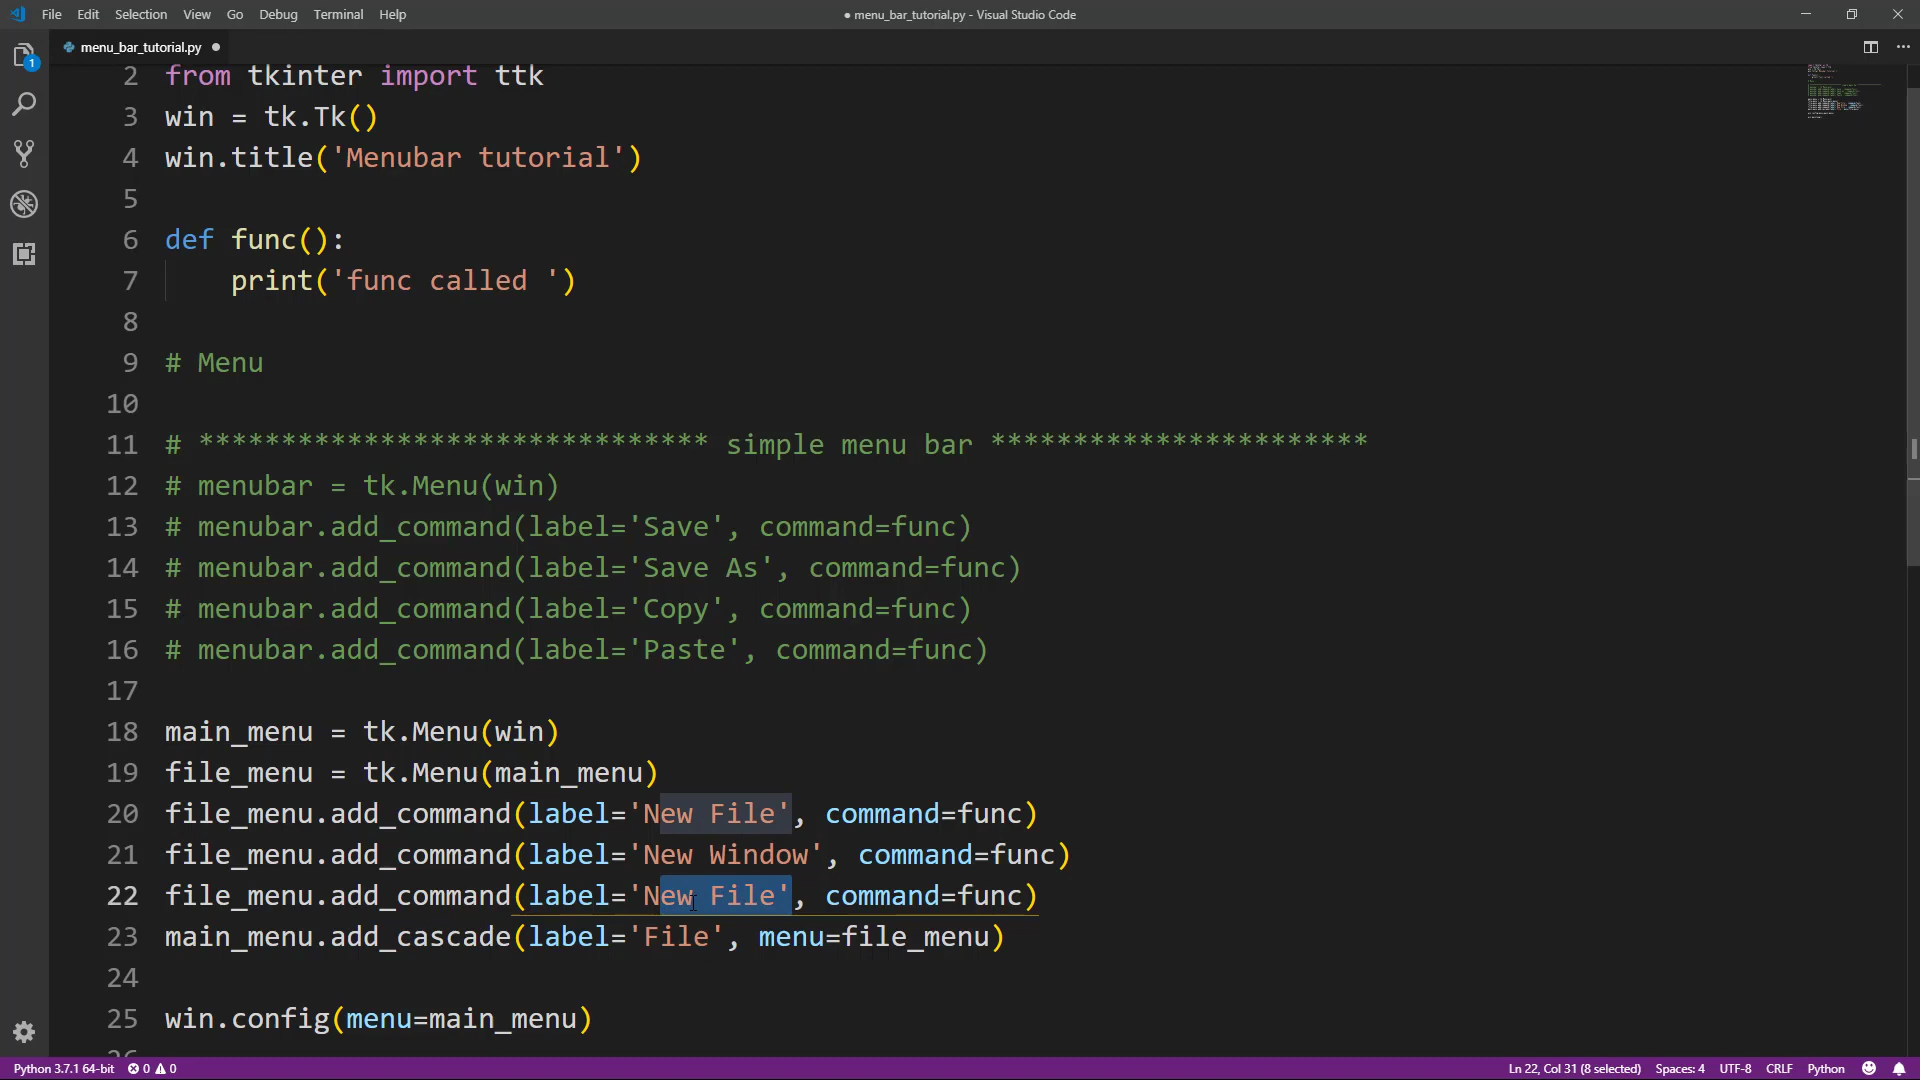 File Edit Selection View Go Debug Terminal Help
● menu_bar_tutorial.py - Visual Studio Code
menu_bar_tutorial.py ●
1
2 from tkinter import ttk
3 win = tk.Tk()
4 win.title('Menubar tutorial')
5
6 def func():
7     print('func called ')
8
9 # Menu
10
11 # ******************************* simple menu bar ***********************
12 # menubar = tk.Menu(win)
13 # menubar.add_command(label='Save', command=func)
14 # menubar.add_command(label='Save As', command=func)
15 # menubar.add_command(label='Copy', command=func)
16 # menubar.add_command(label='Paste', command=func)
17
18 main_menu = tk.Menu(win)
19 file_menu = tk.Menu(main_menu)
20 file_menu.add_command(label='New File', command=func)
21 file_menu.add_command(label='New Window', command=func)
22 file_menu.add_command(label='New File', command=func)
23 main_menu.add_cascade(label='File', menu=file_menu)
24
25 win.config(menu=main_menu)
Python 3.7.1 64-bit 0 0 Ln 22, Col 31 (8 selected) Spaces: 4 UTF-8 CRLF Python